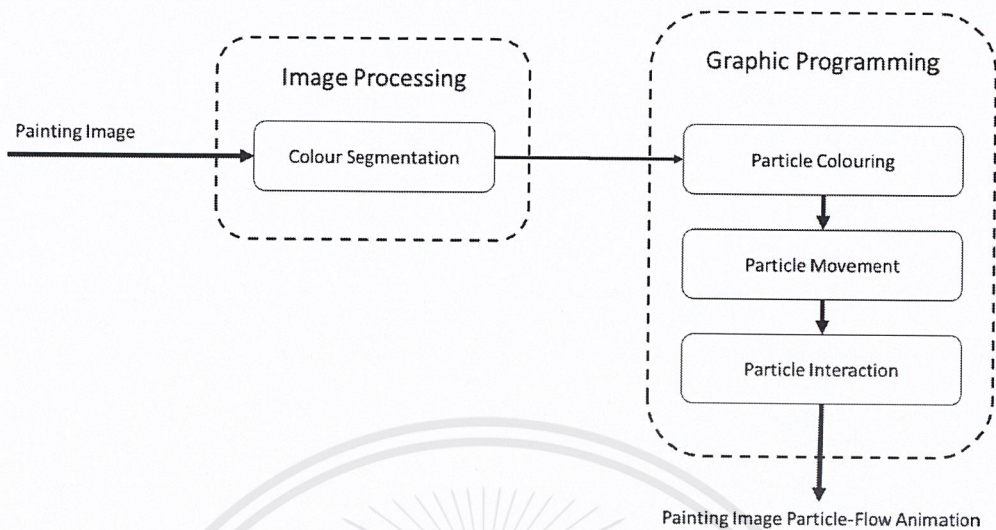 Painting Image
Image Processing
Colour Segmentation
Graphic Programming
Particle Colouring
Particle Movement
Particle Interaction
Painting Image Particle-Flow Animation